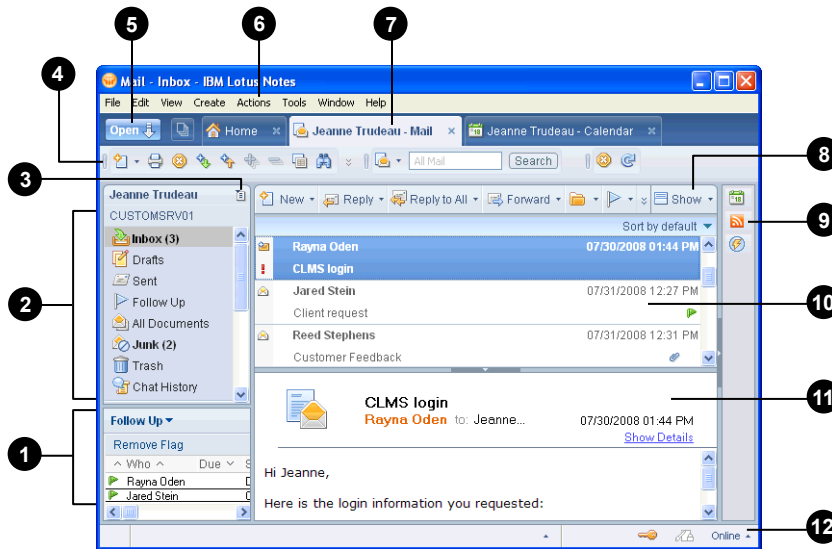 5
6
7
4
Mail - Inbox - IBM Lotus Notes
File Edit View Create Actions Tools Window Help
Open Home Jeanne Trudeau - Mail Jeanne Trudeau - Calendar
All Mail Search
3
8
Jeanne Trudeau
CUSTOMSRV01
New Reply Reply to All Forward Show
Sort by default
2
Inbox (3)
Drafts
Sent
Follow Up
All Documents
Junk (2)
Trash
Chat History
Rayna Oden 07/30/2008 01:44 PM
CLMS login
Jared Stein 07/31/2008 12:27 PM
Client request
Reed Stephens 07/31/2008 12:31 PM
Customer Feedback
9
10
CLMS login
Rayna Oden to: Jeanne... 07/30/2008 01:44 PM
Show Details
11
1
Follow Up
Remove Flag
Who Due S
Rayna Oden
Jared Stein
Hi Jeanne,
Here is the login information you requested:
Online
12